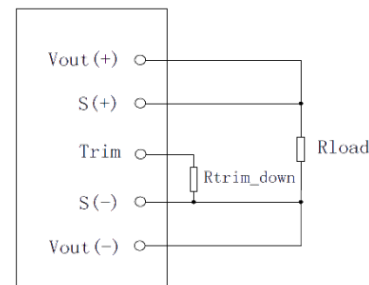 Vout(+)
S(+)
Trim
Rload
Rtrim_down
S(-)
Vout(-)